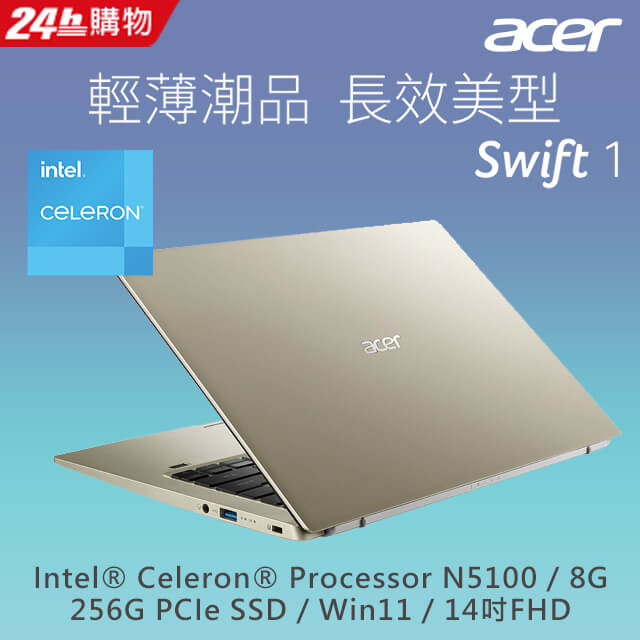 24h購物
acer
輕薄潮品 長效美型
Swift 1
intel.
CELERON®
acer
Intel® Celeron® Processor N5100 / 8G
256G PCIe SSD / Win11 / 14吋FHD